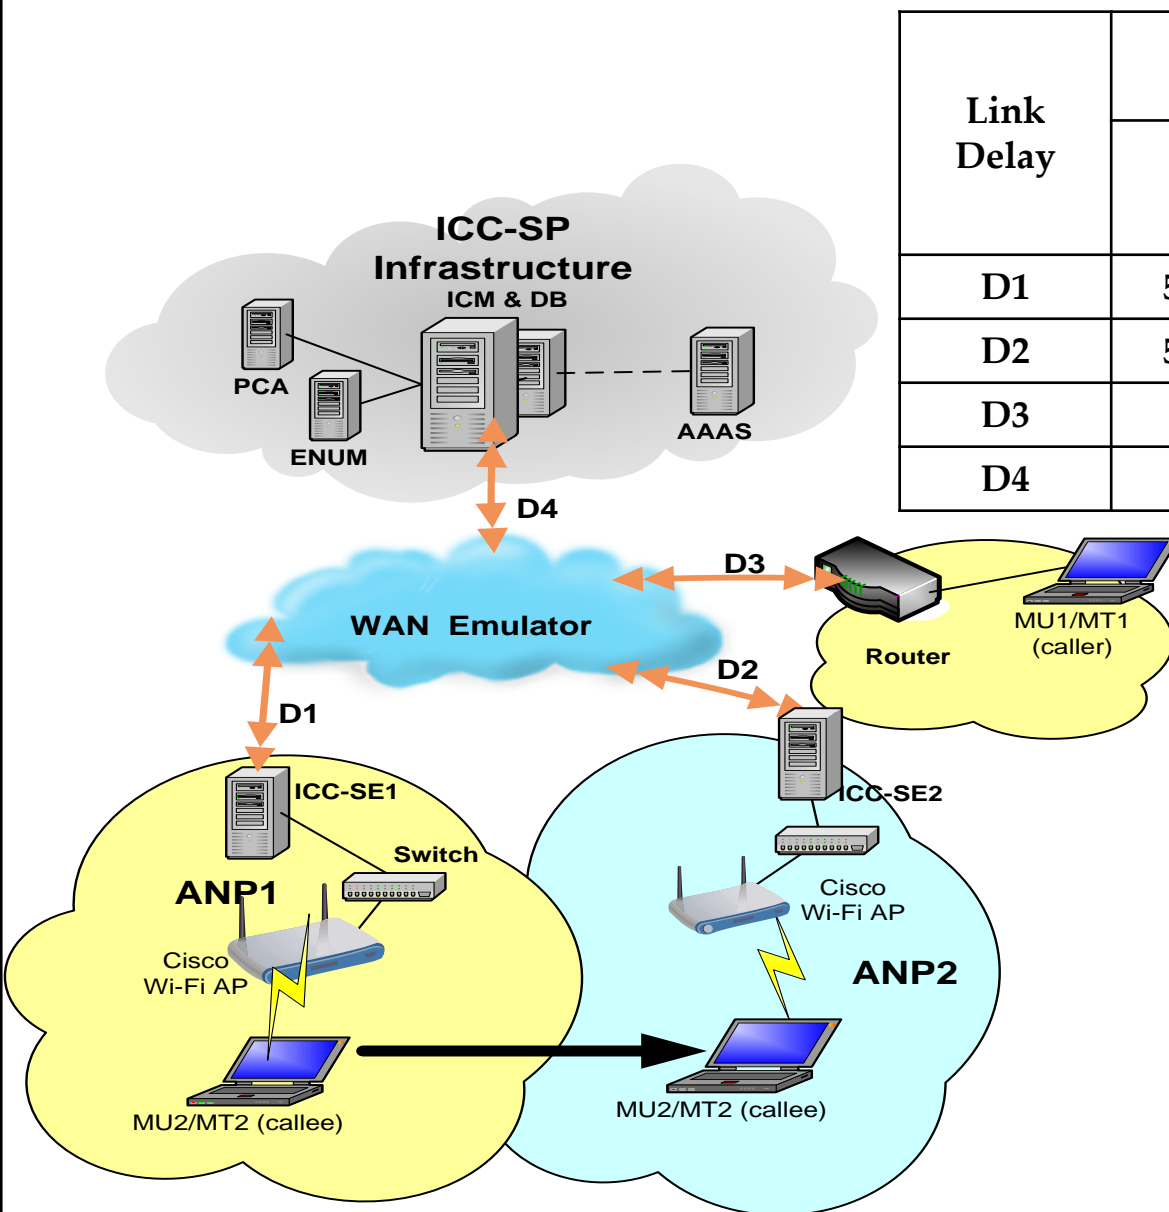 Link
Delay
D1 5
D2 5
D3
D4
ICC-SP
Infrastructure
ICM & DB
PCA
ENUM
AAAS
D4
D3
WAN Emulator
MU1/MT1
(caller)
Router
D2
D1
ICC-SE1
ICC-SE2
Switch
ANP1
Cisco
Wi-Fi AP
Cisco
Wi-Fi AP
ANP2
MU2/MT2 (callee)
MU2/MT2 (callee)